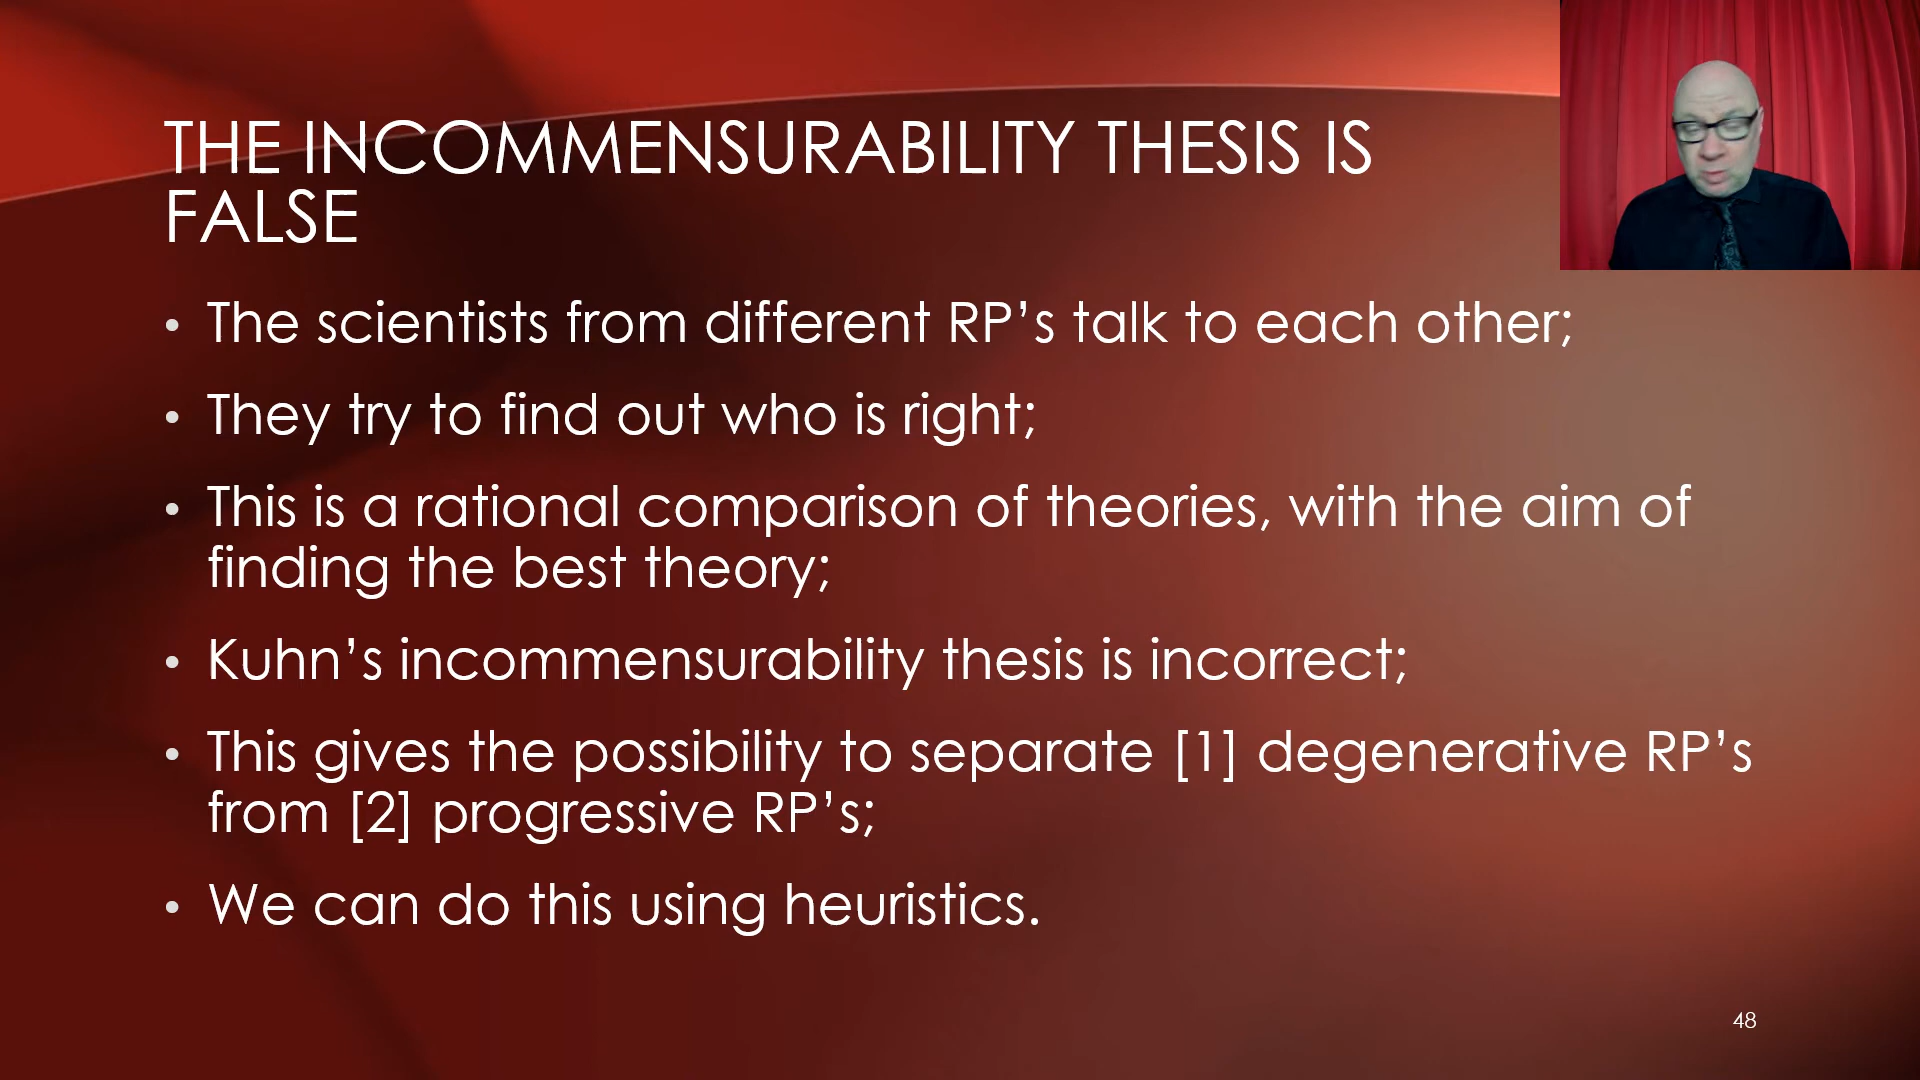 THE INCOMMENSURABILITY THESIS IS
FALSE
• The scientists from different RP’s talk to each other;
• They try to find out who is right;
• This is a rational comparison of theories, with the aim of
finding the best theory;
• Kuhn’s incommensurability thesis is incorrect;
• This gives the possibility to separate [1] degenerative RP’s
from [2] progressive RP’s;
• We can do this using heuristics.
48